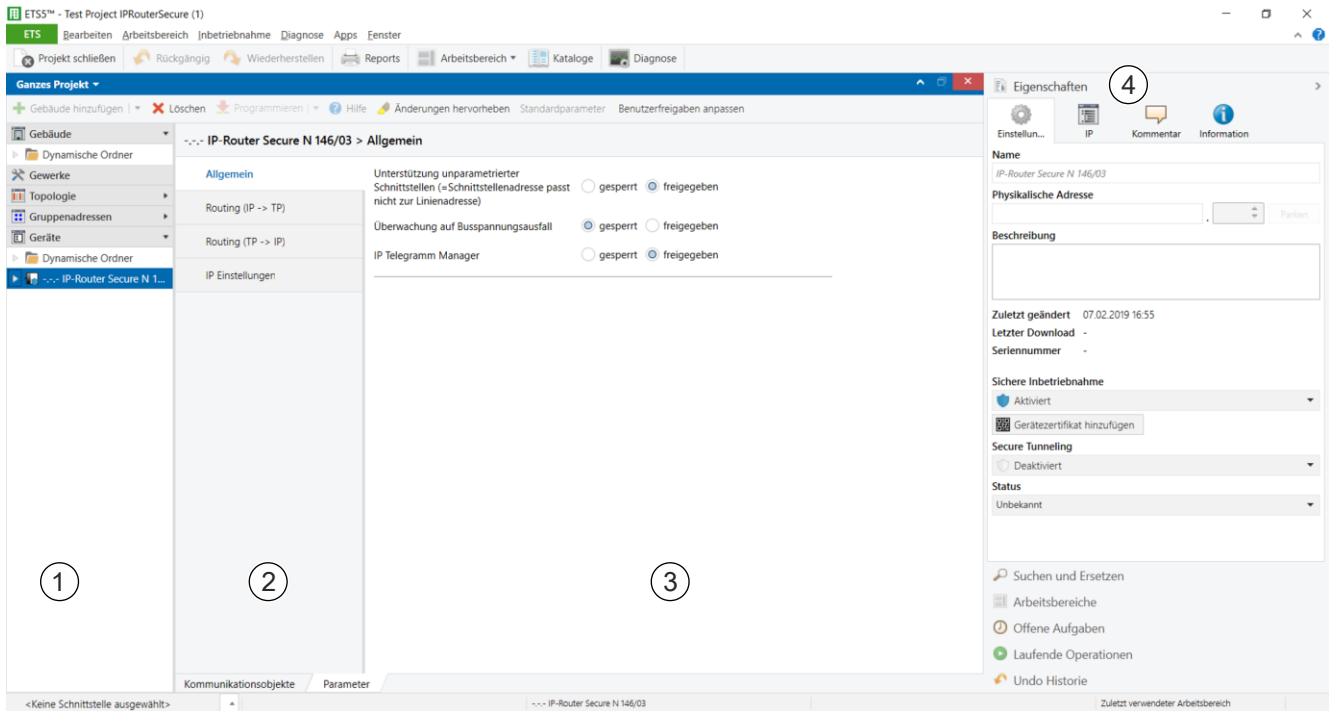 ETS5™ - Test Project IPRouterSecure (1)
ETS Bearbeiten Arbeitsbereich Inbetriebnahme Diagnose Apps Fenster
Projekt schließen Rückgängig Wiederherstellen Reports Arbeitsbereich Kataloge Diagnose
Ganzes Projekt
Gebäude hinzufügen Löschen Programmieren Hilfe Änderungen hervorheben Standardparameter Benutzerfreigaben anpassen
Gebäude
Dynamische Ordner
Gewerke
Topologie
Gruppenadressen
Geräte
Dynamische Ordner
-.-.- IP-Router Secure N 1...
1
-.-.- IP-Router Secure N 146/03 > Allgemein
Allgemein
Routing (IP -> TP)
Routing (TP -> IP)
IP Einstellungen
2
Unterstützung unparametrierter
Schnittstellen (=Schnittstellenadresse passt
nicht zur Linienadresse)
gesperrt freigegeben
Überwachung auf Busspannungsausfall gesperrt freigegeben
IP Telegramm Manager gesperrt freigegeben
3
Kommunikationsobjekte Parameter
Eigenschaften
4
Einstellun... IP Kommentar Information
Name
IP-Router Secure N 146/03
Physikalische Adresse
. Parken
Beschreibung
Zuletzt geändert 07.02.2019 16:55
Letzter Download -
Seriennummer -
Sichere Inbetriebnahme
Aktiviert
Gerätezertifikat hinzufügen
Secure Tunneling
Deaktiviert
Status
Unbekannt
Suchen und Ersetzen
Arbeitsbereiche
Offene Aufgaben
Laufende Operationen
Undo Historie
<Keine Schnittstelle ausgewählt> -.-.- IP-Router Secure N 146/03 Zuletzt verwendeter Arbeitsbereich